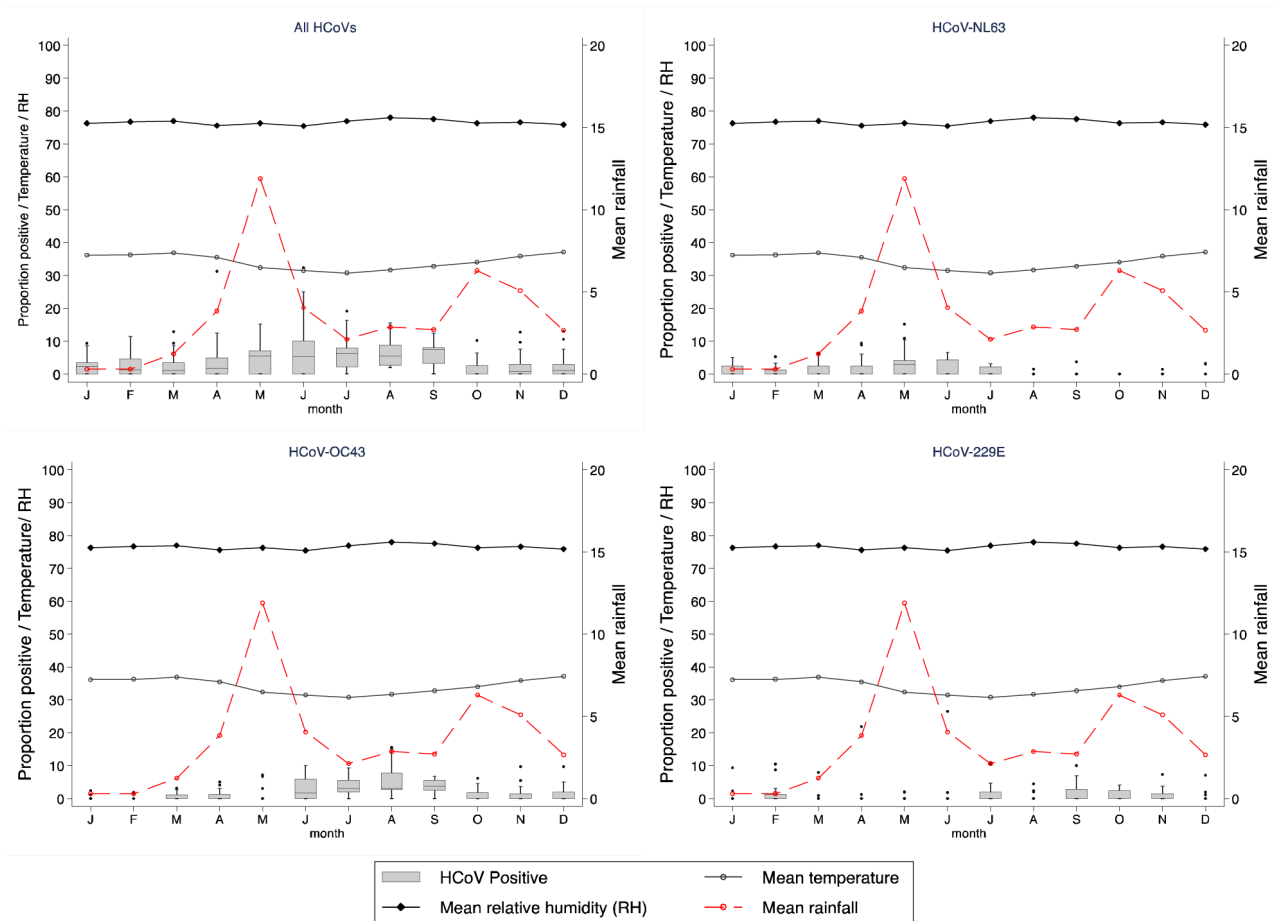 All HCoVs
Proportion positive / Temperature / RH
100
90
80
70
60
50
40
30
20
10
0
20
15
10
5
0
Mean rainfall
J F M A M J J A S O N D
month
HCoV-NL63
Proportion positive / Temperature / RH
100
90
80
70
60
50
40
30
20
10
0
20
15
10
5
0
Mean rainfall
J F M A M J J A S O N D
month
HCoV-OC43
Proportion positive / Temperature/ RH
100
90
80
70
60
50
40
30
20
10
0
20
15
10
5
0
Mean rainfall
J F M A M J J A S O N D
month
HCoV-229E
Proportion positive / Temperature / RH
100
90
80
70
60
50
40
30
20
10
0
20
15
10
5
0
Mean rainfall
J F M A M J J A S O N D
month
HCoV Positive
Mean temperature
Mean relative humidity (RH)
Mean rainfall